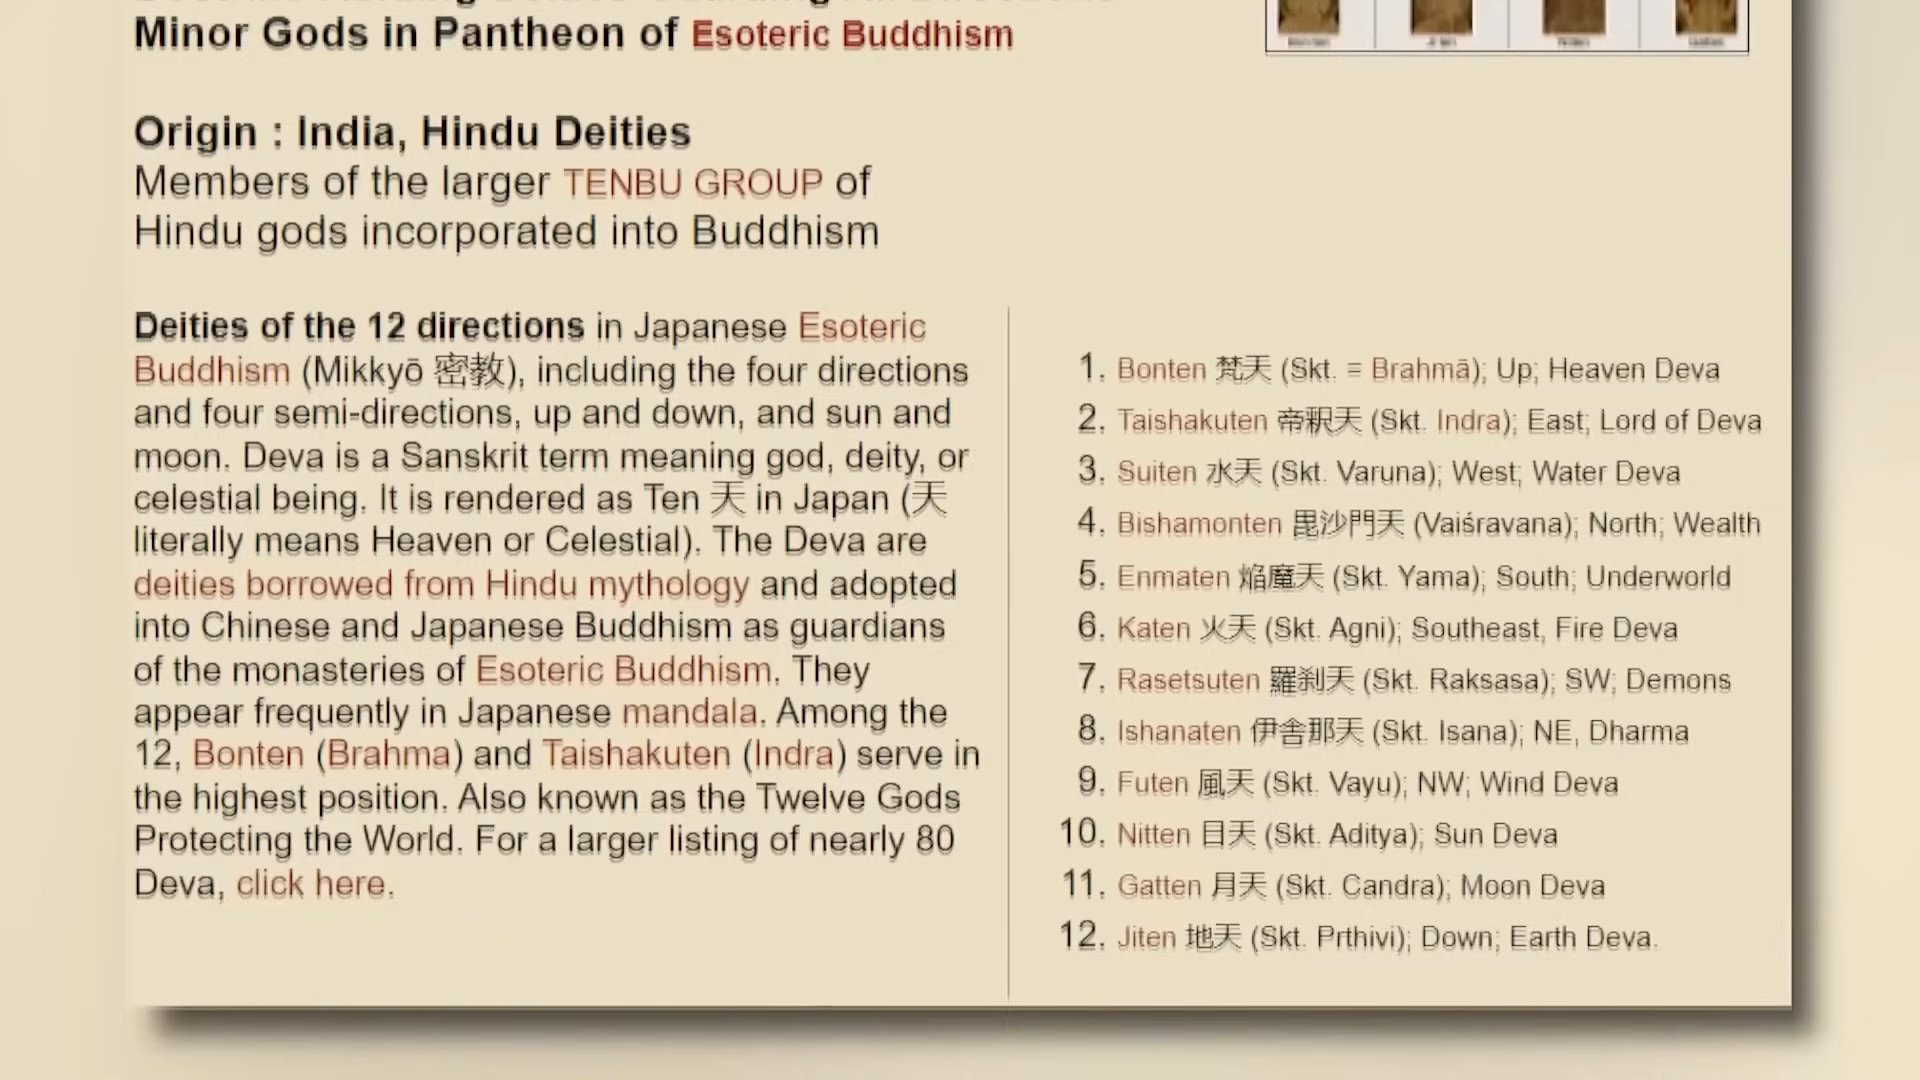 Minor Gods in Pantheon of Esoteric Buddhism
Origin : India, Hindu Deities
Members of the larger TENBU GROUP of
Hindu gods incorporated into Buddhism
Deities of the 12 directions in Japanese Esoteric
Buddhism (Mikkyō 密教), including the four directions
and four semi-directions, up and down, and sun and
moon. Deva is a Sanskrit term meaning god, deity, or
celestial being. It is rendered as Ten 天 in Japan (天
literally means Heaven or Celestial). The Deva are
deities borrowed from Hindu mythology and adopted
into Chinese and Japanese Buddhism as guardians
of the monasteries of Esoteric Buddhism. They
appear frequently in Japanese mandala. Among the
12, Bonten (Brahma) and Taishakuten (Indra) serve in
the highest position. Also known as the Twelve Gods
Protecting the World. For a larger listing of nearly 80
Deva, click here.
1. Bonten 梵天 (Skt. = Brahmā); Up; Heaven Deva
2. Taishakuten 帝釈天 (Skt. Indra); East; Lord of Deva
3. Suiten 水天 (Skt. Varuna); West; Water Deva
4. Bishamonten 毘沙門天 (Vaiśravana); North; Wealth
5. Enmaten 焔魔天 (Skt. Yama); South; Underworld
6. Katen 火天 (Skt. Agni); Southeast, Fire Deva
7. Rasetsuten 羅刹天 (Skt. Raksasa); SW; Demons
8. Ishanaten 伊舎那天 (Skt. Isana); NE, Dharma
9. Futen 風天 (Skt. Vayu); NW; Wind Deva
10. Nitten 日天 (Skt. Aditya); Sun Deva
11. Gatten 月天 (Skt. Candra); Moon Deva
12. Jiten 地天 (Skt. Prthivi); Down; Earth Deva.